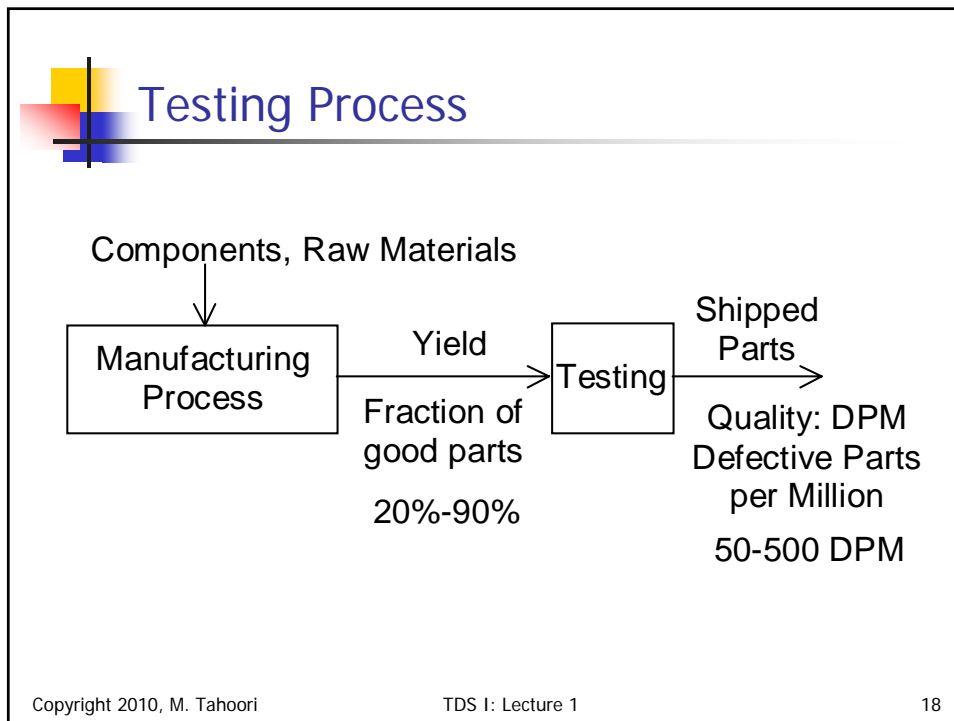 Testing Process
Components, Raw Materials
Manufacturing
Process
Yield
Fraction of
good parts
20%-90%
Testing
Shipped
Parts
Quality: DPM
Defective Parts
per Million
50-500 DPM
Copyright 2010, M. Tahoori
TDS I: Lecture 1
18